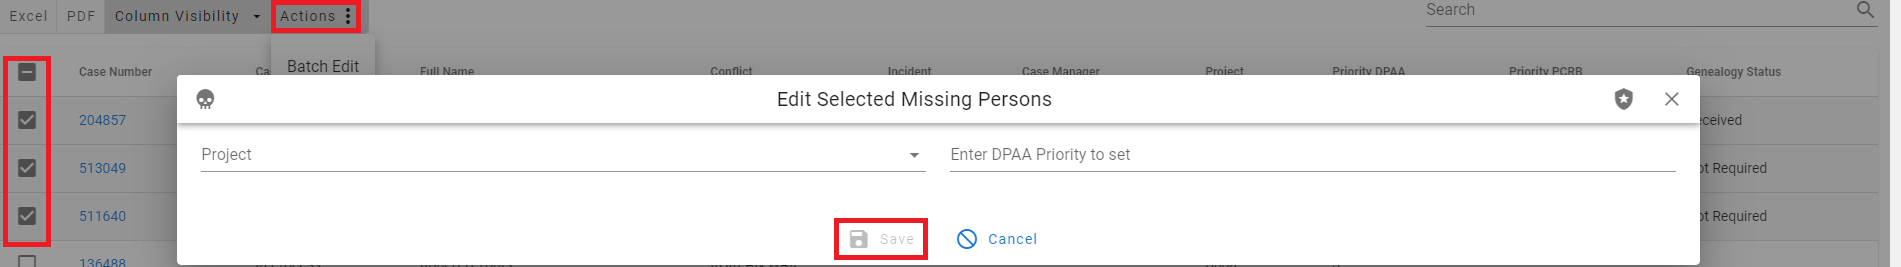 Excel PDF Column Visibility Actions Search
Batch Edit
Case Number Ca Full Name Conflict Incident Case Manager Project Priority DPAA Priority PCRB Genealogy Status
Edit Selected Missing Persons
204857 eceived
Project Enter DPAA Priority to set
513049 ot Required
511640 ot Required
Save Cancel
136488